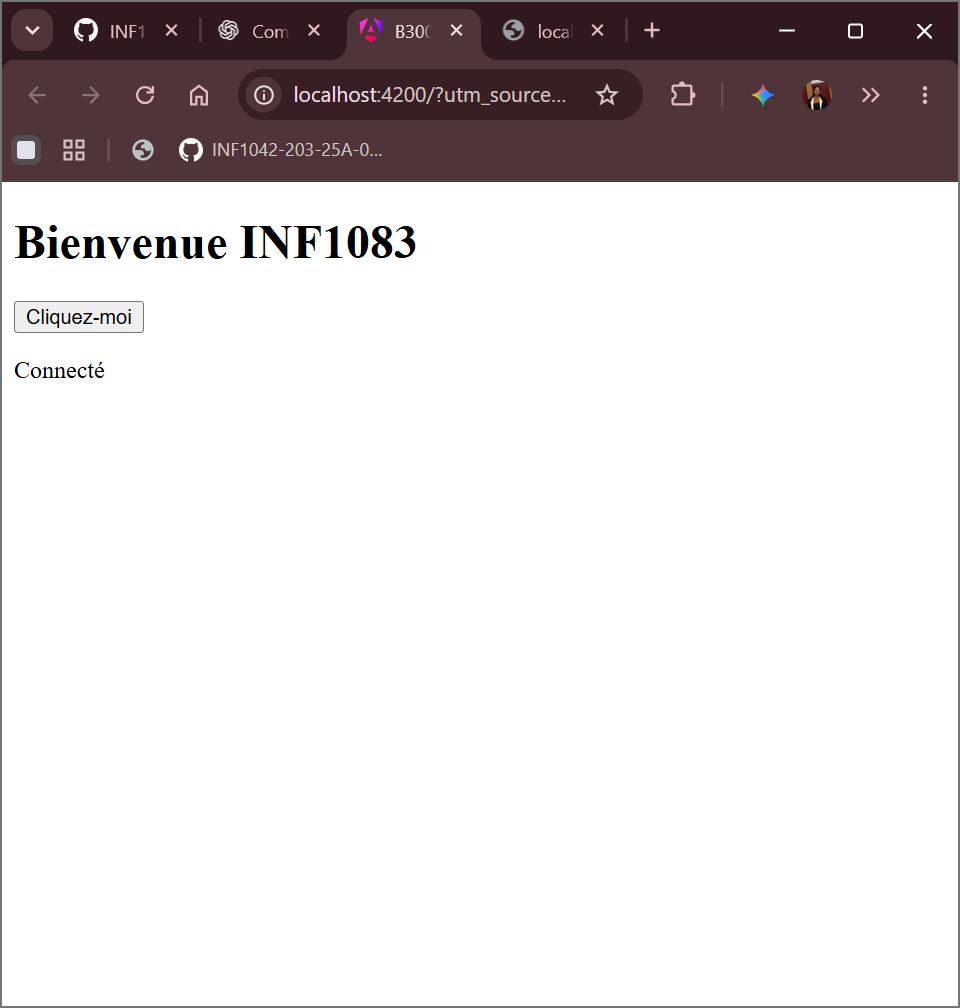 INF1
Com
B300
local
localhost:4200/?utm_source...
INF1042-203-25A-0...
Bienvenue INF1083
Cliquez-moi
Connecté